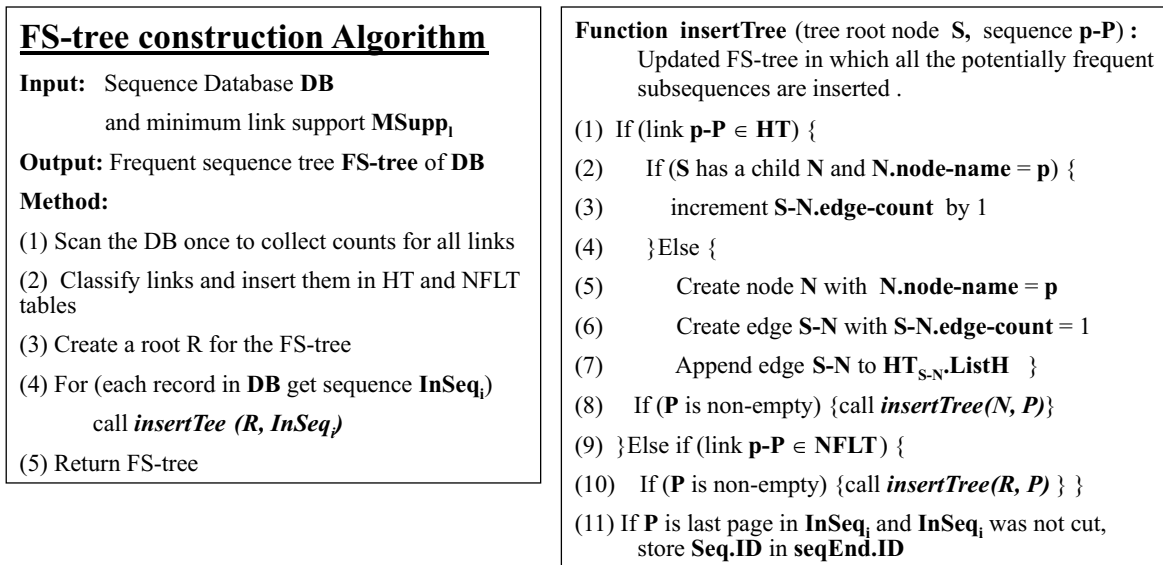 FS-tree construction Algorithm
Input: Sequence Database DB
and minimum link support MSupp_l
Output: Frequent sequence tree FS-tree of DB
Method:
(1) Scan the DB once to collect counts for all links
(2) Classify links and insert them in HT and NFLT
tables
(3) Create a root R for the FS-tree
(4) For (each record in DB get sequence InSeq_i)
call insertTee (R, InSeq_i)
(5) Return FS-tree
Function insertTree (tree root node S, sequence p-P) :
Updated FS-tree in which all the potentially frequent
subsequences are inserted .
(1) If (link p-P ∈ HT) {
(2) If (S has a child N and N.node-name = p) {
(3) increment S-N.edge-count by 1
(4) }Else {
(5) Create node N with N.node-name = p
(6) Create edge S-N with S-N.edge-count = 1
(7) Append edge S-N to HT_S-N.ListH }
(8) If (P is non-empty) {call insertTree(N, P)}
(9) }Else if (link p-P ∈ NFLT) {
(10) If (P is non-empty) {call insertTree(R, P) } }
(11) If P is last page in InSeq_i and InSeq_i was not cut,
store Seq.ID in seqEnd.ID